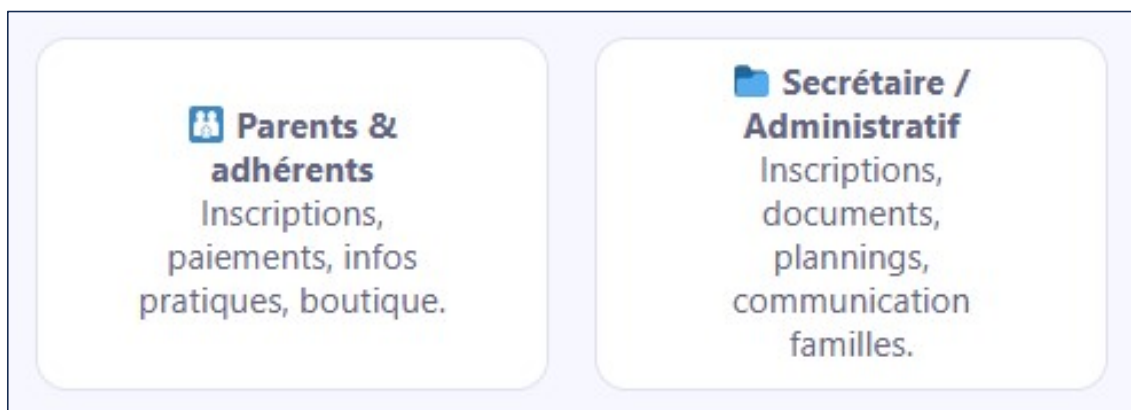 Parents &
adhérents
Inscriptions,
paiements, infos
pratiques, boutique.
Secrétaire /
Administratif
Inscriptions,
documents,
plannings,
communication
familles.